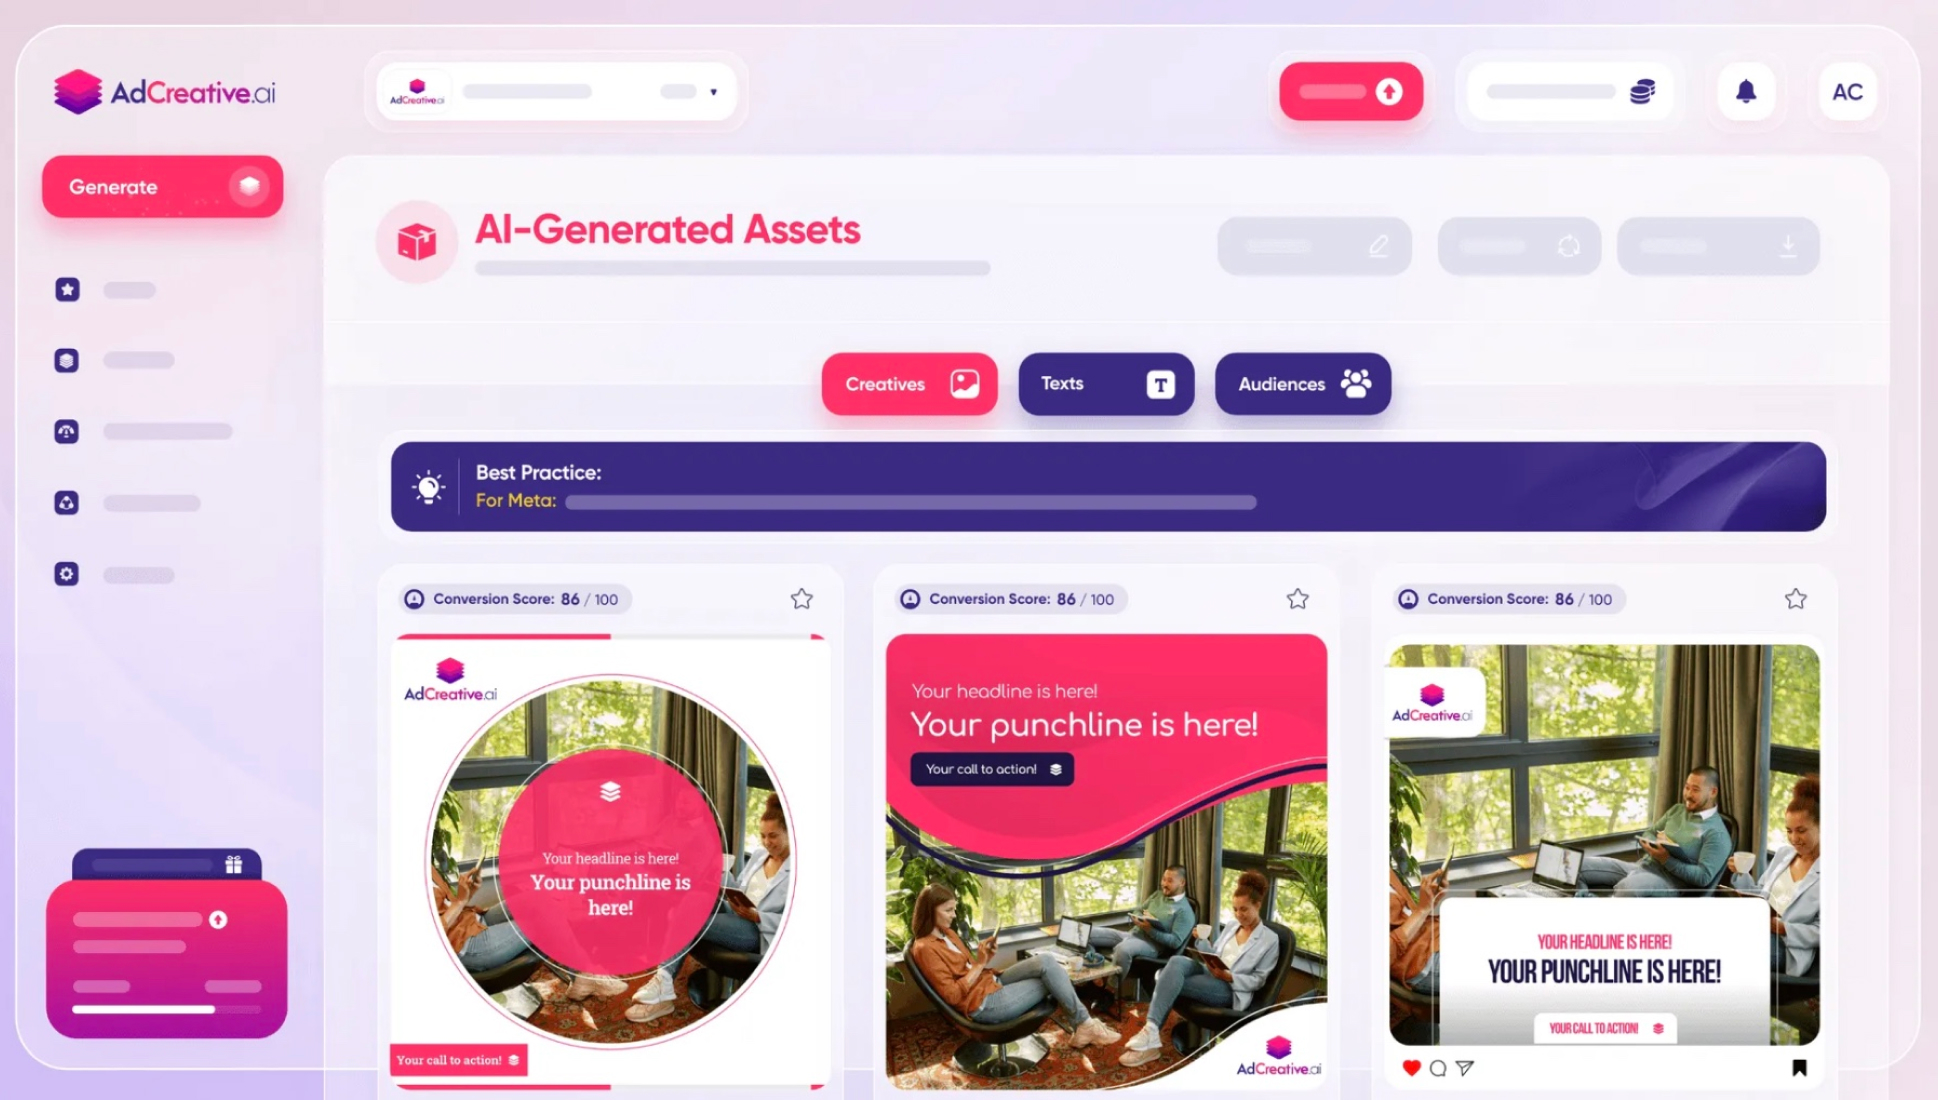 AdCreative.ai
AdCreative.ai
AC
Generate
AI-Generated Assets
Creatives
Texts
T
Audiences
Best Practice:
For Meta:
Conversion Score: 86 / 100
AdCreative.ai
Your headline is here!
Your punchline is
here!
Your call to action!
Conversion Score: 86 / 100
Your headline is here!
Your punchline is here!
Your call to action!
AdCreative.ai
Conversion Score: 86 / 100
AdCreative.ai
YOUR HEADLINE IS HERE!
YOUR PUNCHLINE IS HERE!
YOUR CALL TO ACTION!